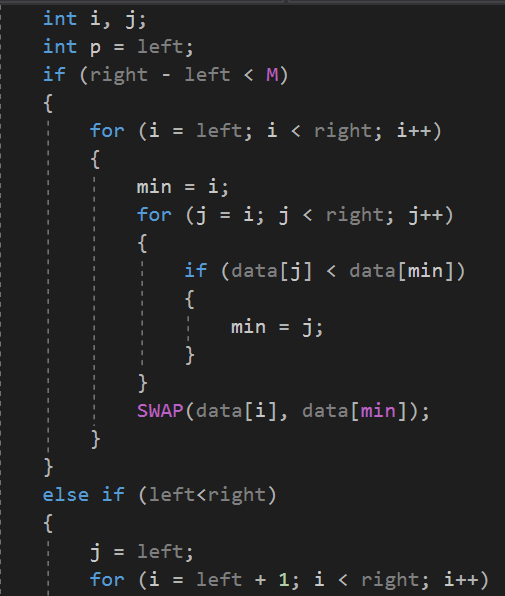 int i, j;
int p = left;
if (right - left < M)
{
for (i = left; i < right; i++)
{
min = i;
for (j = i; j < right; j++)
{
if (data[j] < data[min])
{
min = j;
}
}
SWAP(data[i], data[min]);
}
}
else if (left<right)
{
j = left;
for (i = left + 1; i < right; i++)